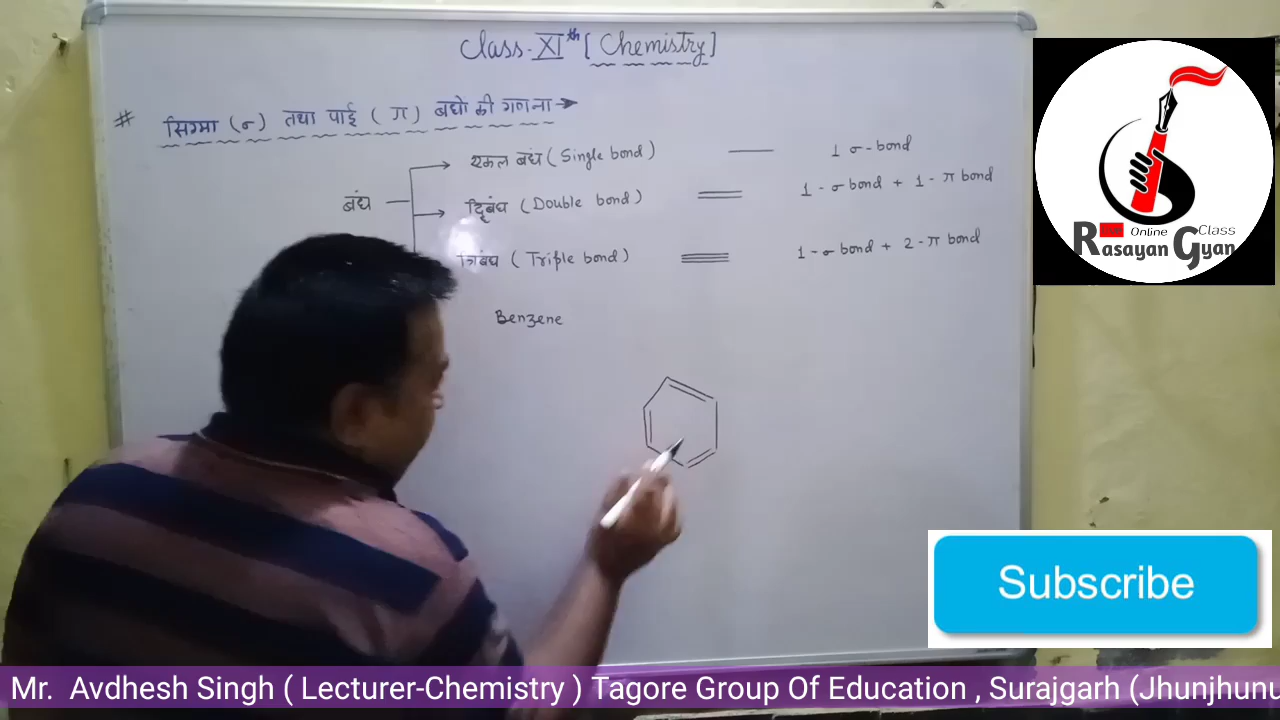 Class-XIth [Chemistry]
# सिग्मा (σ) तथा पाई (π) बधो की गणना →
एकल बंध (Single bond) — 1 σ-bond
बंध द्विबंध (Double bond) = 1-σ bond + 1-π bond
त्रिबंध (Triple bond) ≡ 1-σ bond + 2-π bond
Benzene
Online Class
Rasayan Gyan
Subscribe
Mr. Avdhesh Singh ( Lecturer-Chemistry ) Tagore Group Of Education , Surajgarh (Jhunjhunu